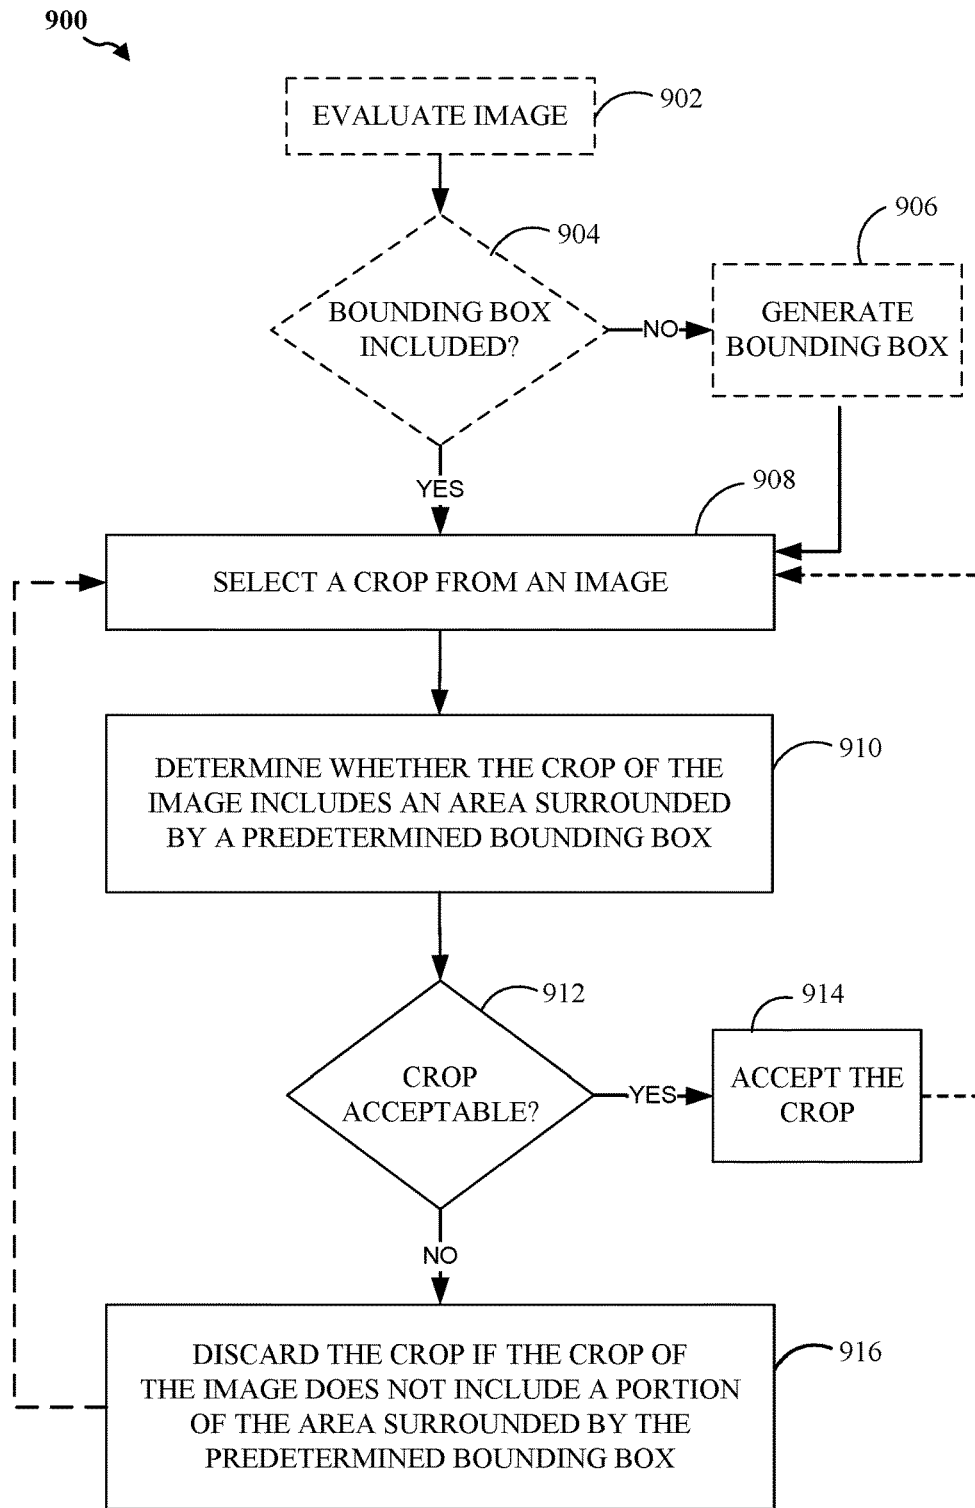 900
902
EVALUATE IMAGE
904
906
BOUNDING BOX
INCLUDED?
NO
GENERATE
BOUNDING BOX
YES
908
SELECT A CROP FROM AN IMAGE
910
DETERMINE WHETHER THE CROP OF THE
IMAGE INCLUDES AN AREA SURROUNDED
BY A PREDETERMINED BOUNDING BOX
912
914
CROP
ACCEPTABLE?
YES
ACCEPT THE
CROP
NO
916
DISCARD THE CROP IF THE CROP OF
THE IMAGE DOES NOT INCLUDE A PORTION
OF THE AREA SURROUNDED BY THE
PREDETERMINED BOUNDING BOX